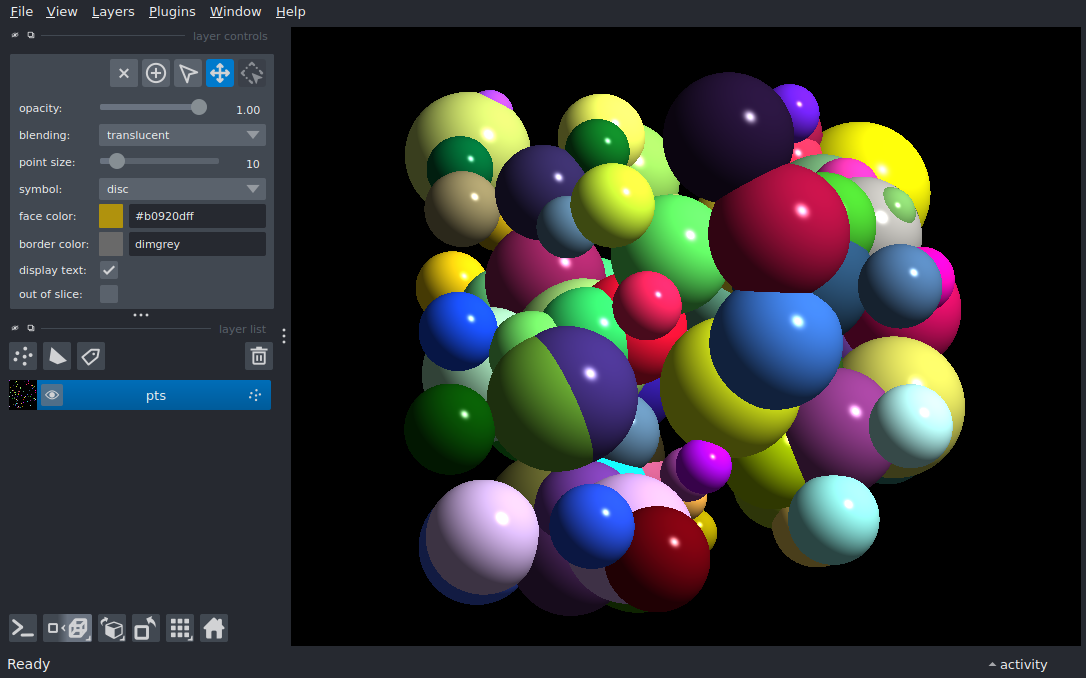 File View Layers Plugins Window Help
layer controls
opacity: 1.00
blending: translucent
point size: 10
symbol: disc
face color: #b0920dff
border color: dimgrey
display text:
out of slice:
layer list
pts
Ready
activity